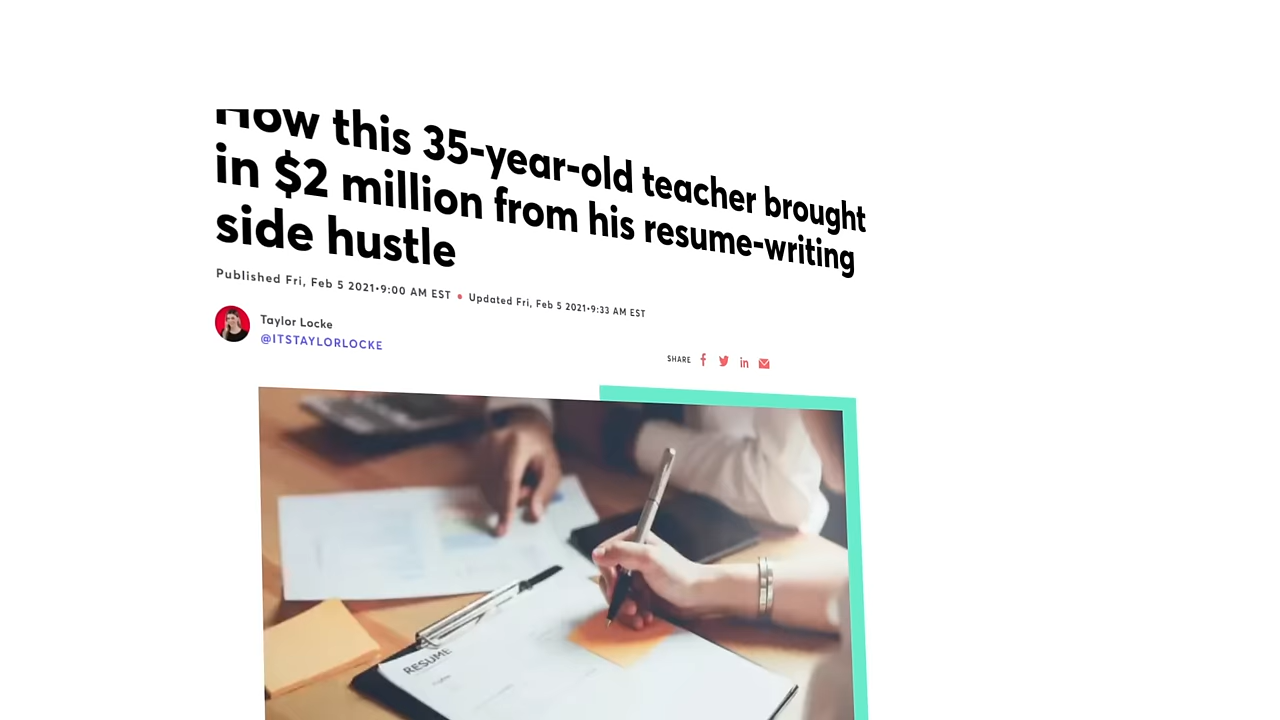 How this 35-year-old teacher brought
in $2 million from his resume-writing
side hustle
Published Fri, Feb 5 2021•9:00 AM EST • Updated Fri, Feb 5 2021•9:33 AM EST
Taylor Locke
@ITSTAYLORLOCKE
SHARE
RESUME